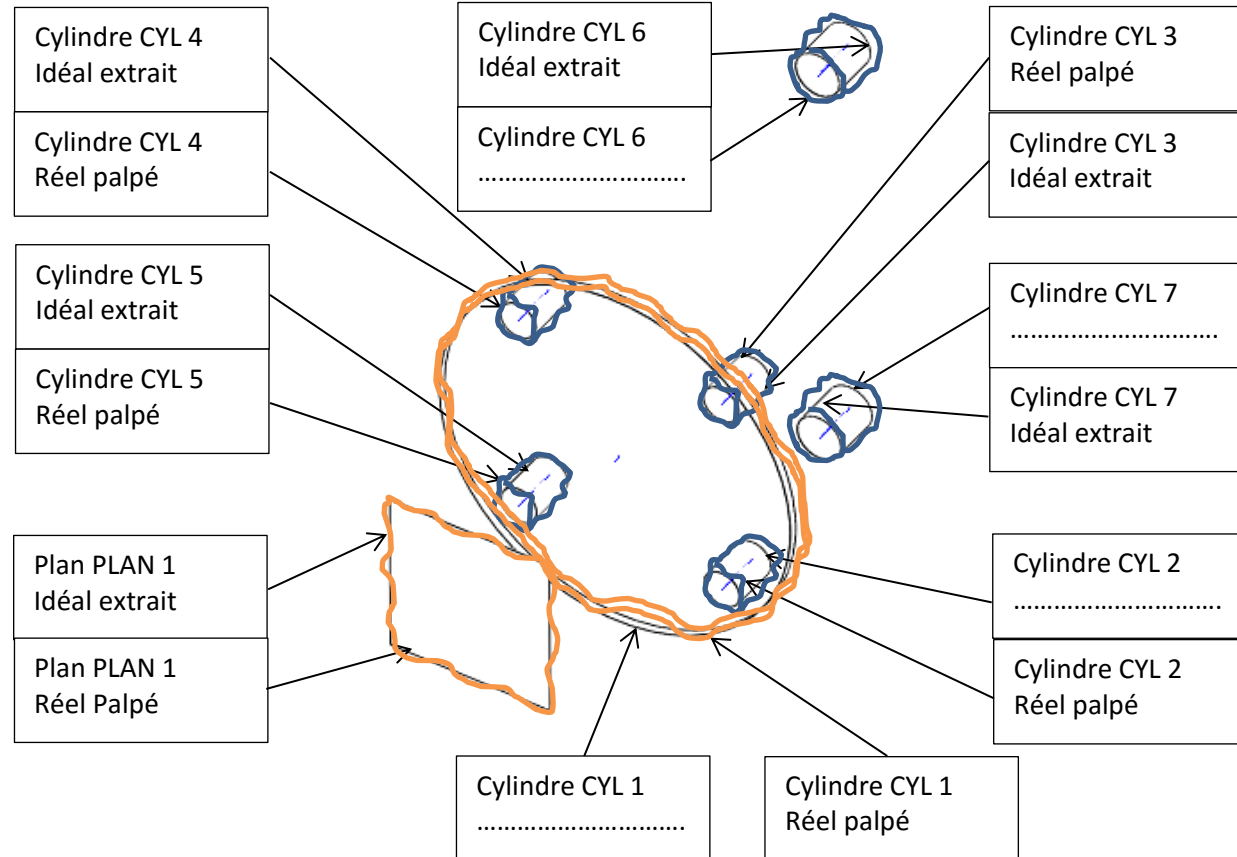 Cylindre CYL 4
Idéal extrait
Cylindre CYL 4
Réel palpé
Cylindre CYL 6
Idéal extrait
Cylindre CYL 6
…………………………….
Cylindre CYL 3
Réel palpé
Cylindre CYL 3
Idéal extrait
Cylindre CYL 5
Idéal extrait
Cylindre CYL 5
Réel palpé
Cylindre CYL 7
…………………………….
Cylindre CYL 7
Idéal extrait
Plan PLAN 1
Idéal extrait
Plan PLAN 1
Réel Palpé
Cylindre CYL 2
…………………………….
Cylindre CYL 2
Réel palpé
Cylindre CYL 1
…………………………….
Cylindre CYL 1
Réel palpé